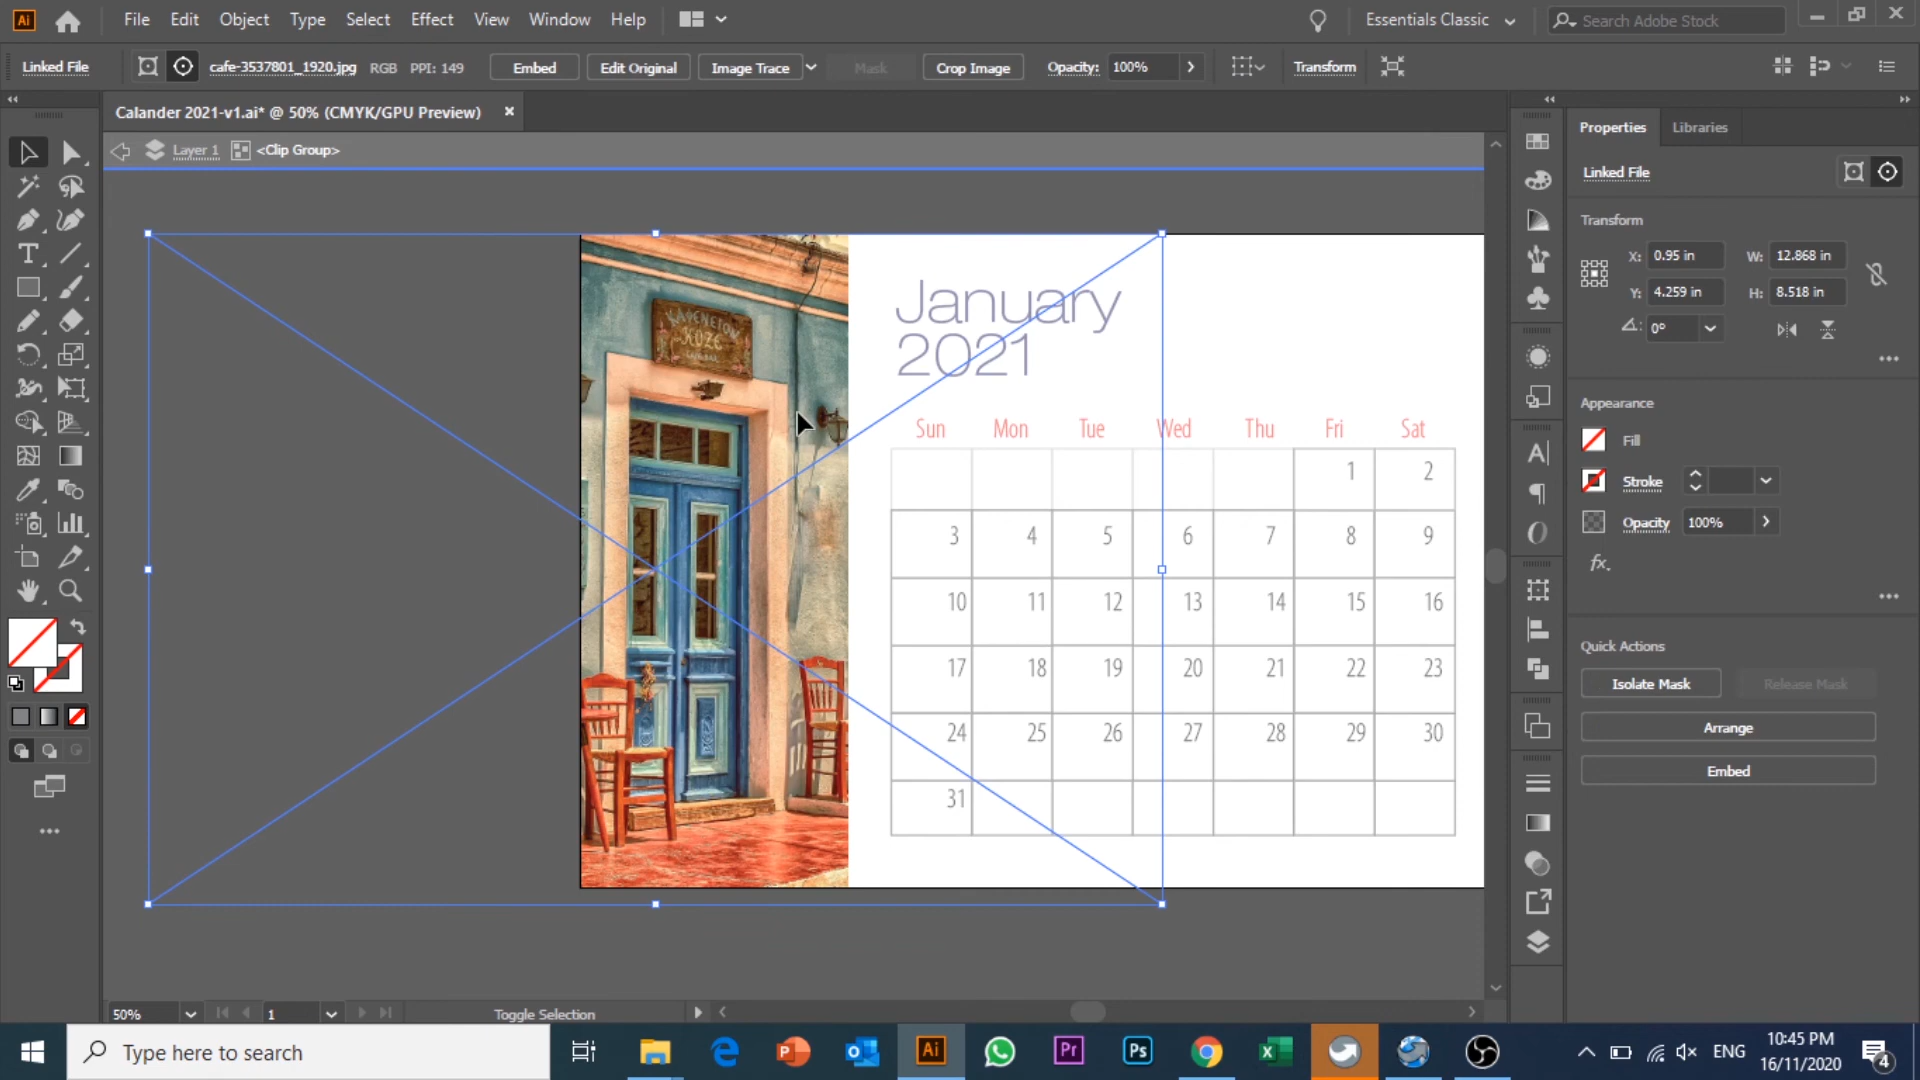 Ai File Edit Object Type Select Effect View Window Help Essentials Classic Search Adobe Stock
Linked File cafe-3537801_1920.jpg RGB PPI: 149 Embed Edit Original Image Trace Mask Crop Image Opacity: 100% Transform
Calander 2021-v1.ai* @ 50% (CMYK/GPU Preview)
Layer 1 <Clip Group>
Properties Libraries
Linked File
Transform
X: 0.95 in W: 12.868 in
Y: 4.259 in H: 8.518 in
0°
Appearance
Fill
Stroke
Opacity 100%
fx.
Quick Actions
Isolate Mask Release Mask
Arrange
Embed
ΚΑΦΕΝΕΙΟΝ
January
2021
Sun Mon Tue Wed Thu Fri Sat
1 2
3 4 5 6 7 8 9
10 11 12 13 14 15 16
17 18 19 20 21 22 23
24 25 26 27 28 29 30
31
50% 1 Toggle Selection
Type here to search
Ai Pr Ps
ENG
10:45 PM
16/11/2020
4